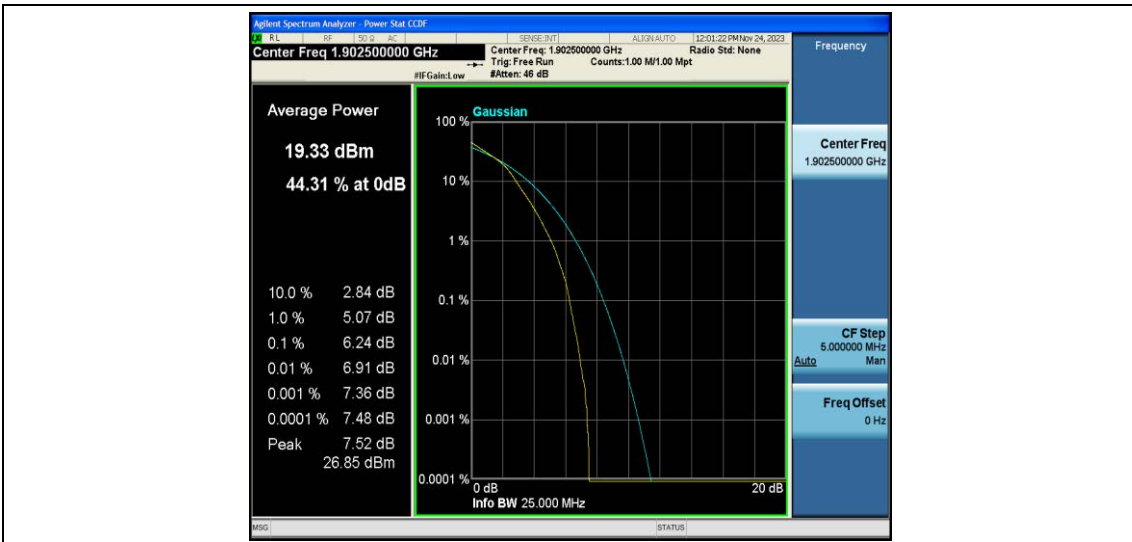 Agilent Spectrum Analyzer - Power Stat CCDF
RL RF 50 Ω AC SENSE:INT ALIGNAUTO 12:01:22 PM Nov 24, 2023
Center Freq 1.902500000 GHz
Center Freq: 1.902500000 GHz Radio Std: None
Trig: Free Run Counts:1.00 M/1.00 Mpt
#IFGain:Low #Atten: 46 dB
Frequency
Average Power
19.33 dBm
44.31 % at 0dB
10.0 % 2.84 dB
1.0 % 5.07 dB
0.1 % 6.24 dB
0.01 % 6.91 dB
0.001 % 7.36 dB
0.0001 % 7.48 dB
Peak 7.52 dB
26.85 dBm
Gaussian
100 %
10 %
1 %
0.1 %
0.01 %
0.001 %
0.0001 %
0 dB 20 dB
Info BW 25.000 MHz
Center Freq
1.902500000 GHz
CF Step
5.000000 MHz
Auto Man
Freq Offset
0 Hz
MSG STATUS